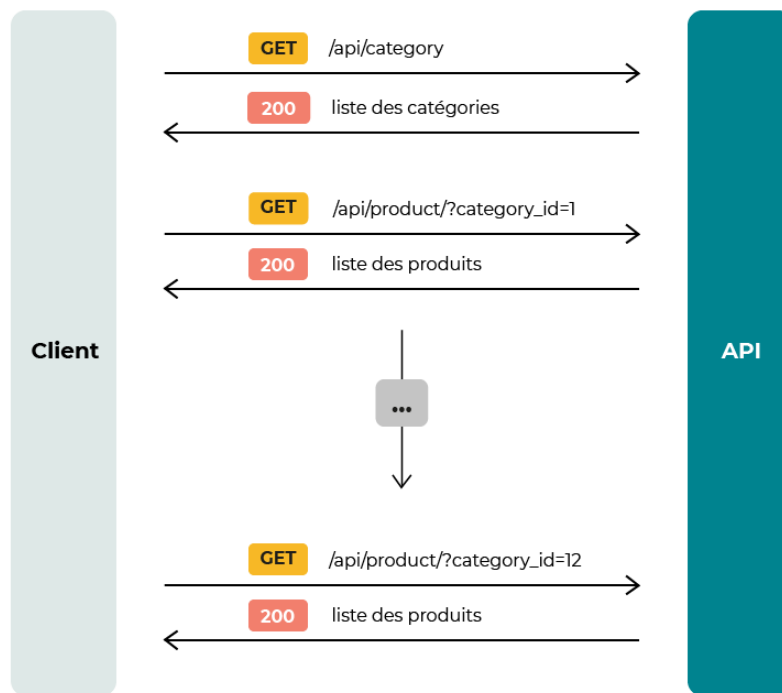 GET /api/category
200 liste des catégories
GET /api/product/?category_id=1
200 liste des produits
Client
API
...
GET /api/product/?category_id=12
200 liste des produits